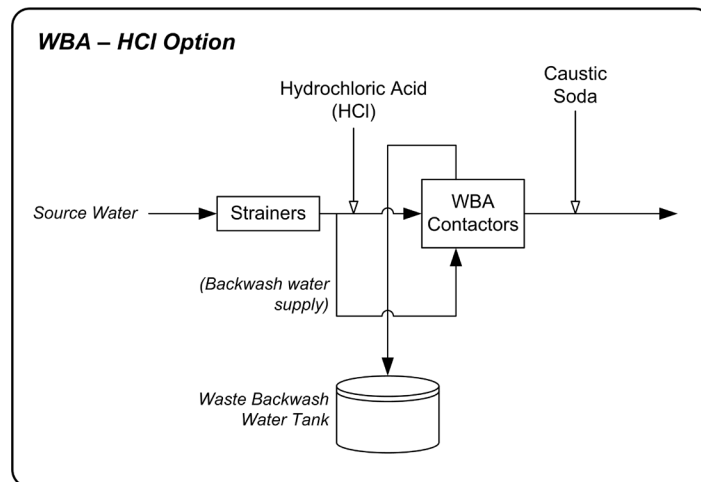 WBA – HCl Option
Hydrochloric Acid
(HCl)
Caustic
Soda
Source Water
Strainers
WBA
Contactors
(Backwash water
supply)
Waste Backwash
Water Tank